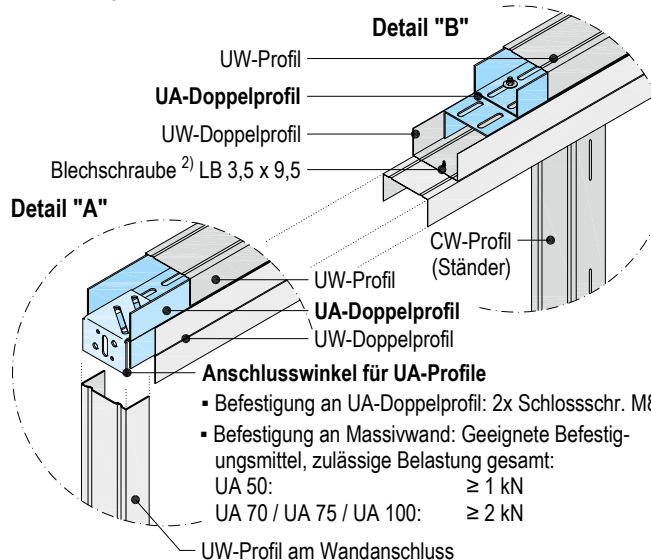 Detail "B"
UW-Profil
UA-Doppelprofil
UW-Doppelprofil
Blechschraube 2) LB 3,5 x 9,5
Detail "A"
CW-Profil
(Ständer)
UW-Profil
UA-Doppelprofil
UW-Doppelprofil
Anschlusswinkel für UA-Profile
▪ Befestigung an UA-Doppelprofil: 2x Schlossschr. M8
▪ Befestigung an Massivwand: Geeignete Befestig-
ungsmittel, zulässige Belastung gesamt:
UA 50: ≥ 1 kN
UA 70 / UA 75 / UA 100: ≥ 2 kN
UW-Profil am Wandanschluss